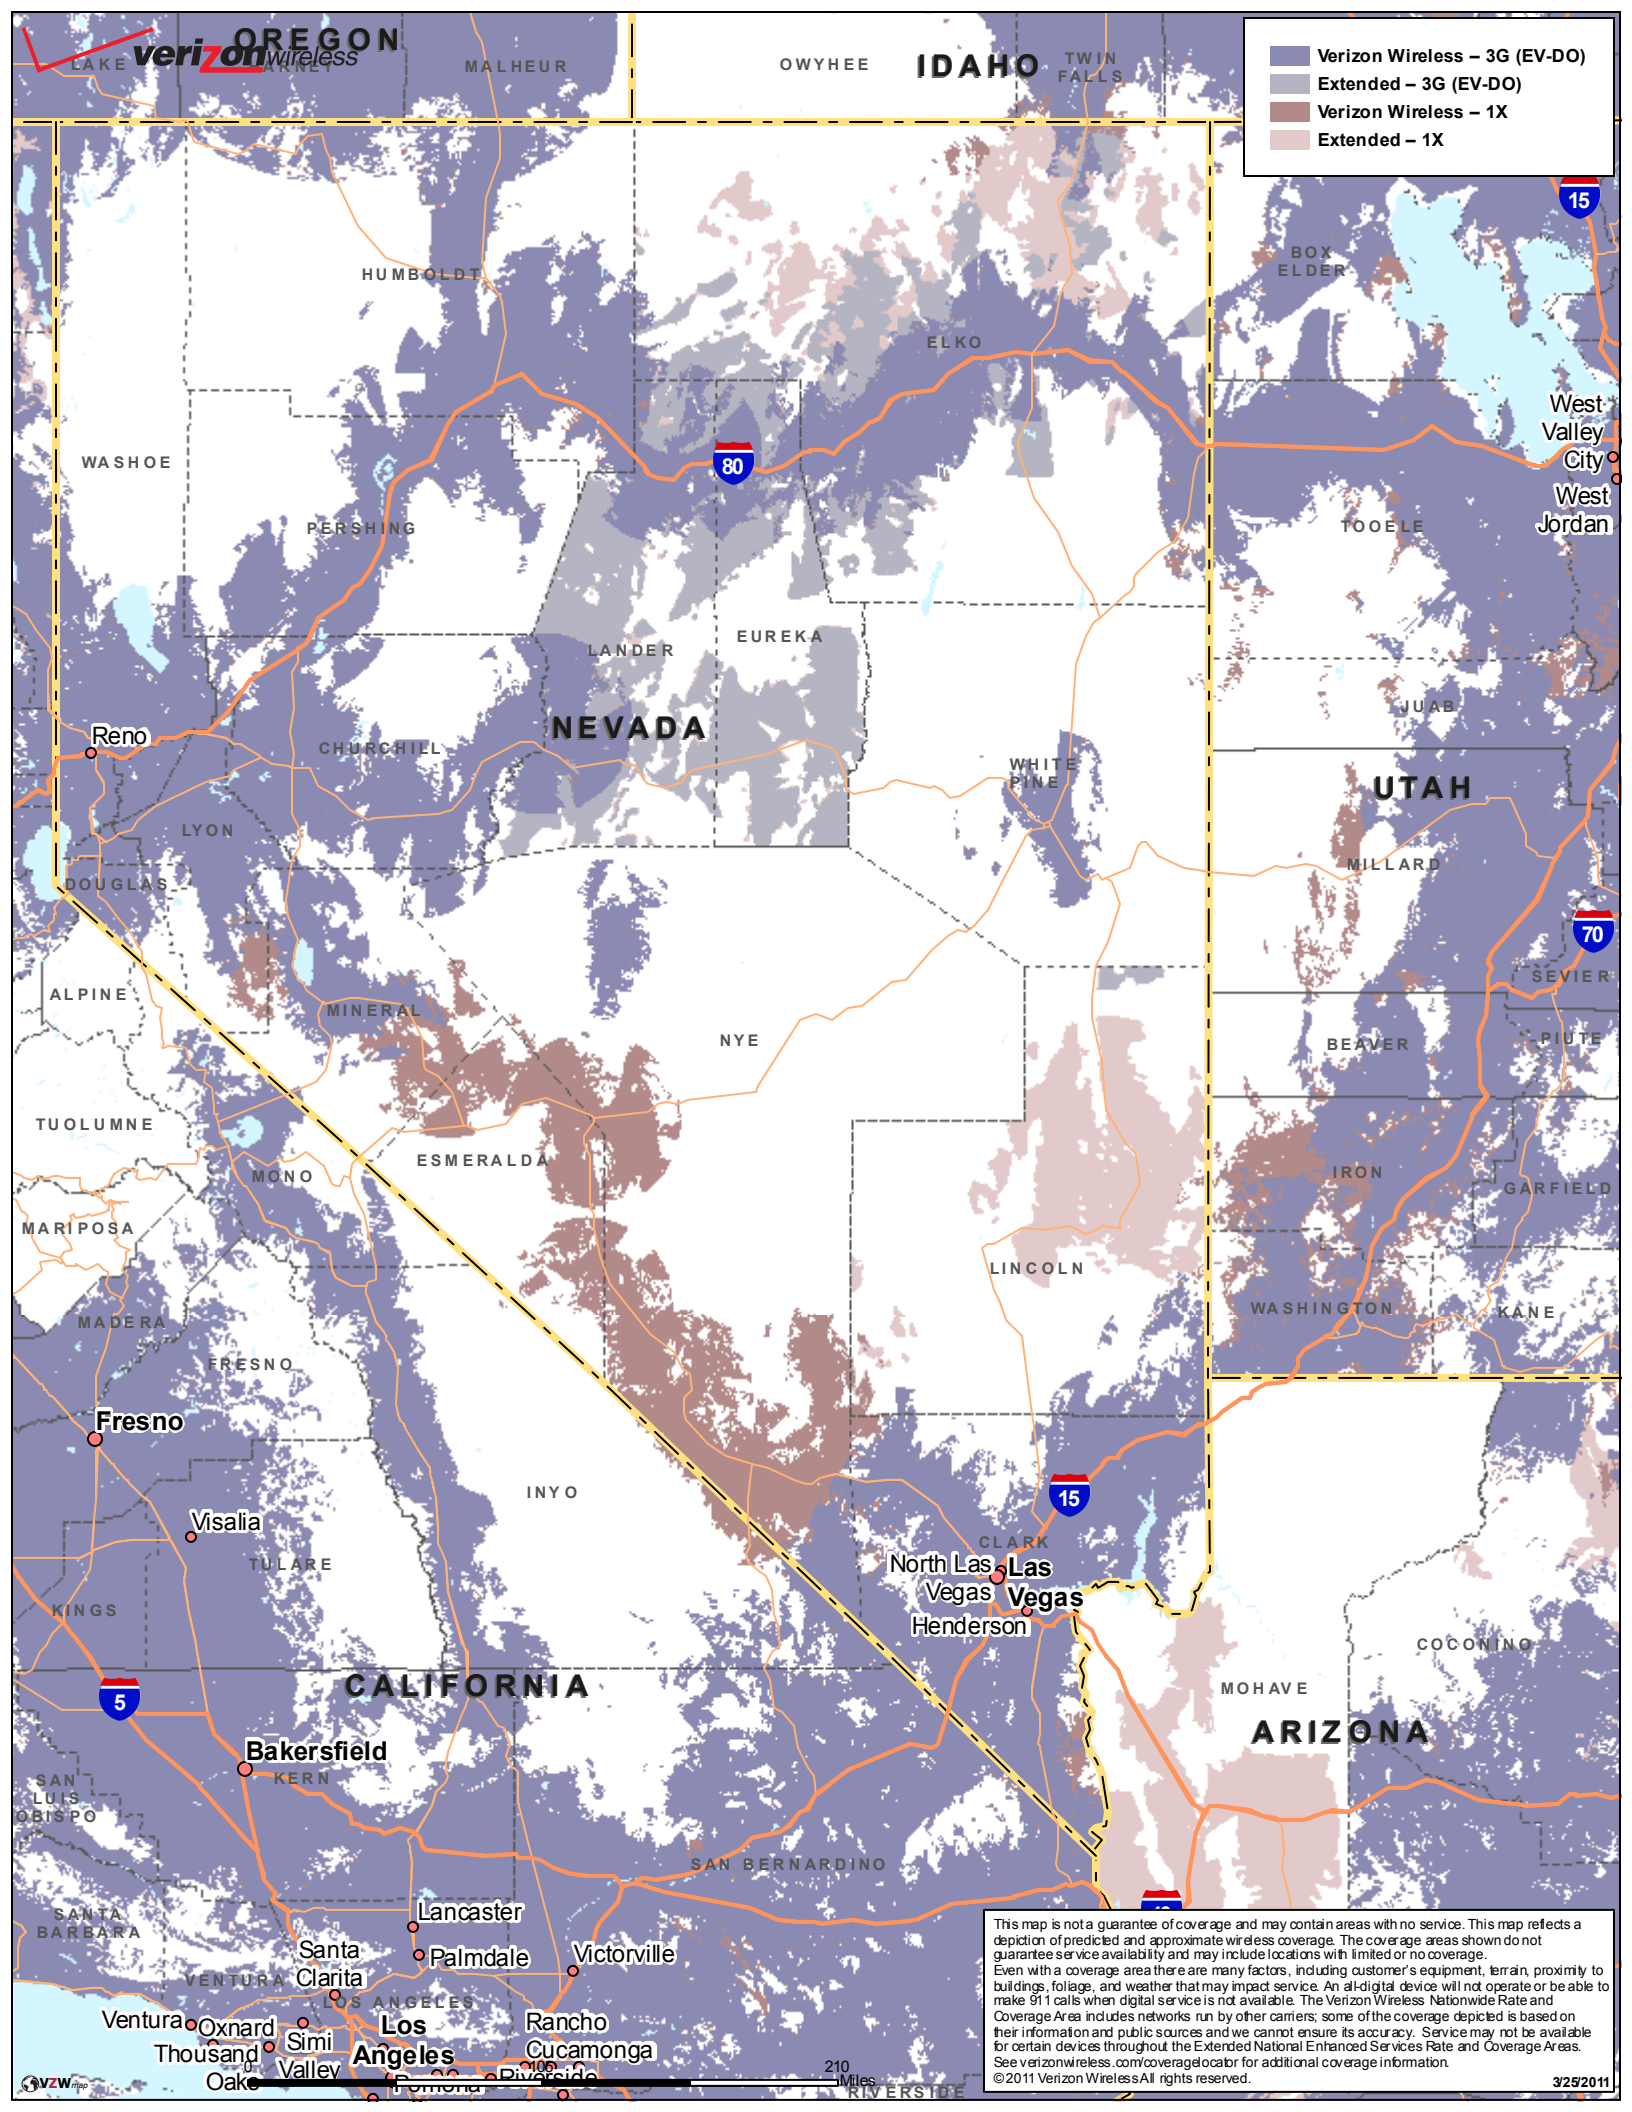 OREGON
verizon wireless
LAKE
MALHEUR
OWYHEE
IDAHO
TWIN
FALLS
Verizon Wireless – 3G (EV-DO)
Extended – 3G (EV-DO)
Verizon Wireless – 1X
Extended – 1X
15
BOX
ELDER
HUMBOLDT
ELKO
West
Valley
City
West
Jordan
WASHOE
80
PERSHING
TOOELE
EUREKA
LANDER
NEVADA
JUAB
Reno
CHURCHILL
WHITE
PINE
UTAH
LYON
MILLARD
DOUGLAS
70
SEVIER
ALPINE
MINERAL
NYE
BEAVER
PIUTE
TUOLUMNE
ESMERALDA
MONO
IRON
GARFIELD
MARIPOSA
LINCOLN
WASHINGTON
KANE
MADERA
FRESNO
Fresno
INYO
15
Visalia
TULARE
CLARK
North Las
Vegas
Las
Vegas
Henderson
KINGS
COCONINO
CALIFORNIA
5
MOHAVE
ARIZONA
Bakersfield
KERN
SAN
LUIS
OBISPO
SAN BERNARDINO
Lancaster
SANTA
BARBARA
Santa
Clarita
Palmdale
Victorville
VENTURA
LOS ANGELES
Ventura
Oxnard
Simi
Valley
Thousand
Oaks
Los
Angeles
Rancho
Cucamonga
Pomona
Riverside
0
105
210
Miles
RIVERSIDE
VZW map
This map is not a guarantee of coverage and may contain areas with no service. This map reflects a
depiction of predicted and approximate wireless coverage. The coverage areas shown do not
guarantee service availability and may include locations with limited or no coverage.
Even with a coverage area there are many factors, including customer's equipment, terrain, proximity to
buildings, foliage, and weather that may impact service. An all-digital device will not operate or be able to
make 911 calls when digital service is not available. The Verizon Wireless Nationwide Rate and
Coverage Area includes networks run by other carriers; some of the coverage depicted is based on
their information and public sources and we cannot ensure its accuracy. Service may not be available
for certain devices throughout the Extended National Enhanced Services Rate and Coverage Areas.
See verizonwireless.com/coveragelocator for additional coverage information.
©2011 Verizon Wireless All rights reserved.
3/25/2011